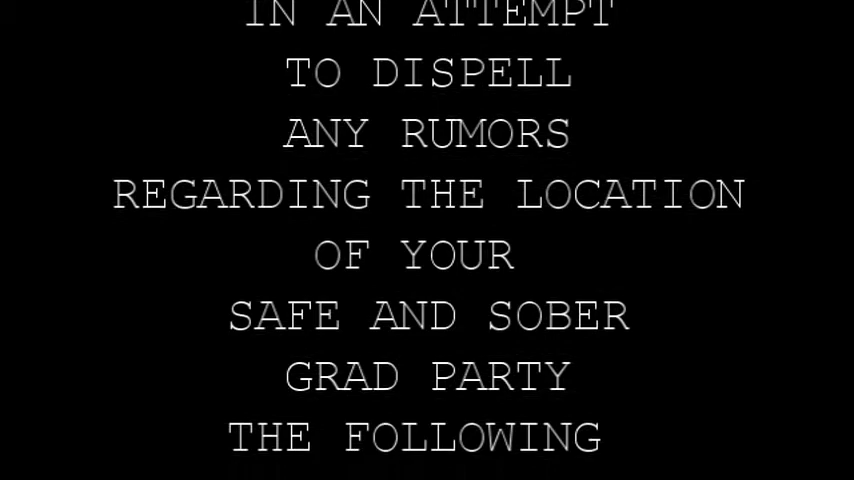 IN AN ATTEMPT
TO DISPELL
ANY RUMORS
REGARDING THE LOCATION
OF YOUR
SAFE AND SOBER
GRAD PARTY
THE FOLLOWING